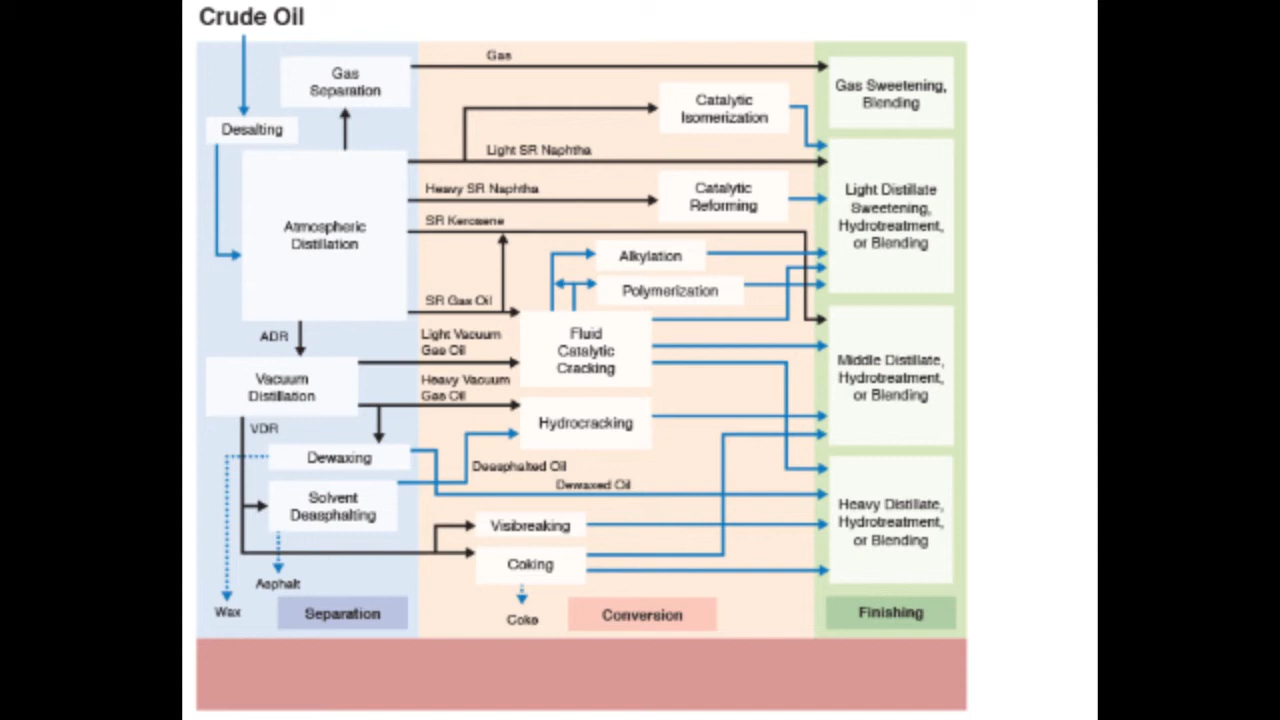 Crude Oil
Gas
Gas
Separation
Catalytic
Isomerization
Gas Sweetening,
Blending
Desalting
Light SR Naphtha
Heavy SR Naphtha
Catalytic
Reforming
Light Distillate
Sweetening,
Hydrotreatment,
or Blending
SR Kerosene
Atmospheric
Distillation
Alkylation
Polymerization
SR Gas Oil
ADR
Light Vacuum
Gas Oil
Fluid
Catalytic
Cracking
Middle Distillate,
Hydrotreatment,
or Blending
Vacuum
Distillation
Heavy Vacuum
Gas Oil
VDR
Hydrocracking
Dewaxing
Deasphalted Oil
Dewaxed Oil
Solvent
Deasphalting
Heavy Distillate,
Hydrotreatment,
or Blending
Visibreaking
Coking
Asphalt
Wax
Coke
Separation
Conversion
Finishing